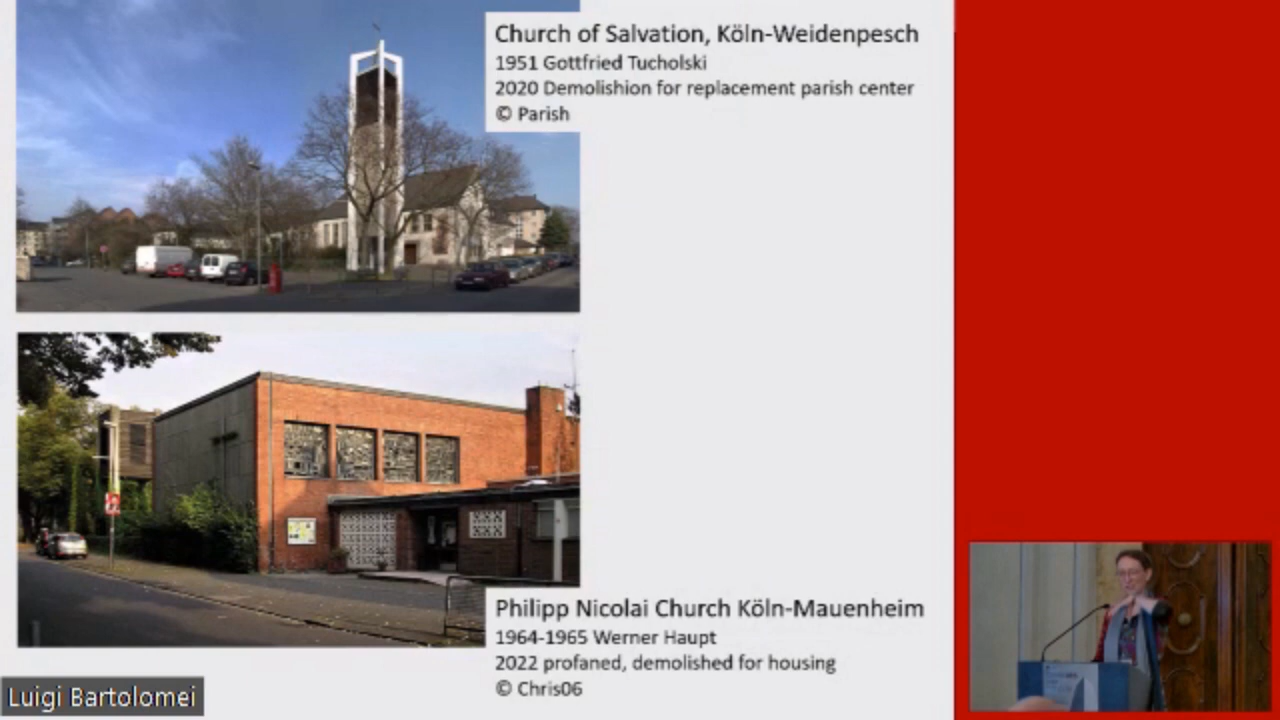 Church of Salvation, Köln-Weidenpesch
1951 Gottfried Tucholski
2020 Demolishion for replacement parish center
© Parish
Philipp Nicolai Church Köln-Mauenheim
1964-1965 Werner Haupt
2022 profaned, demolished for housing
© Chris06
Luigi Bartolomei